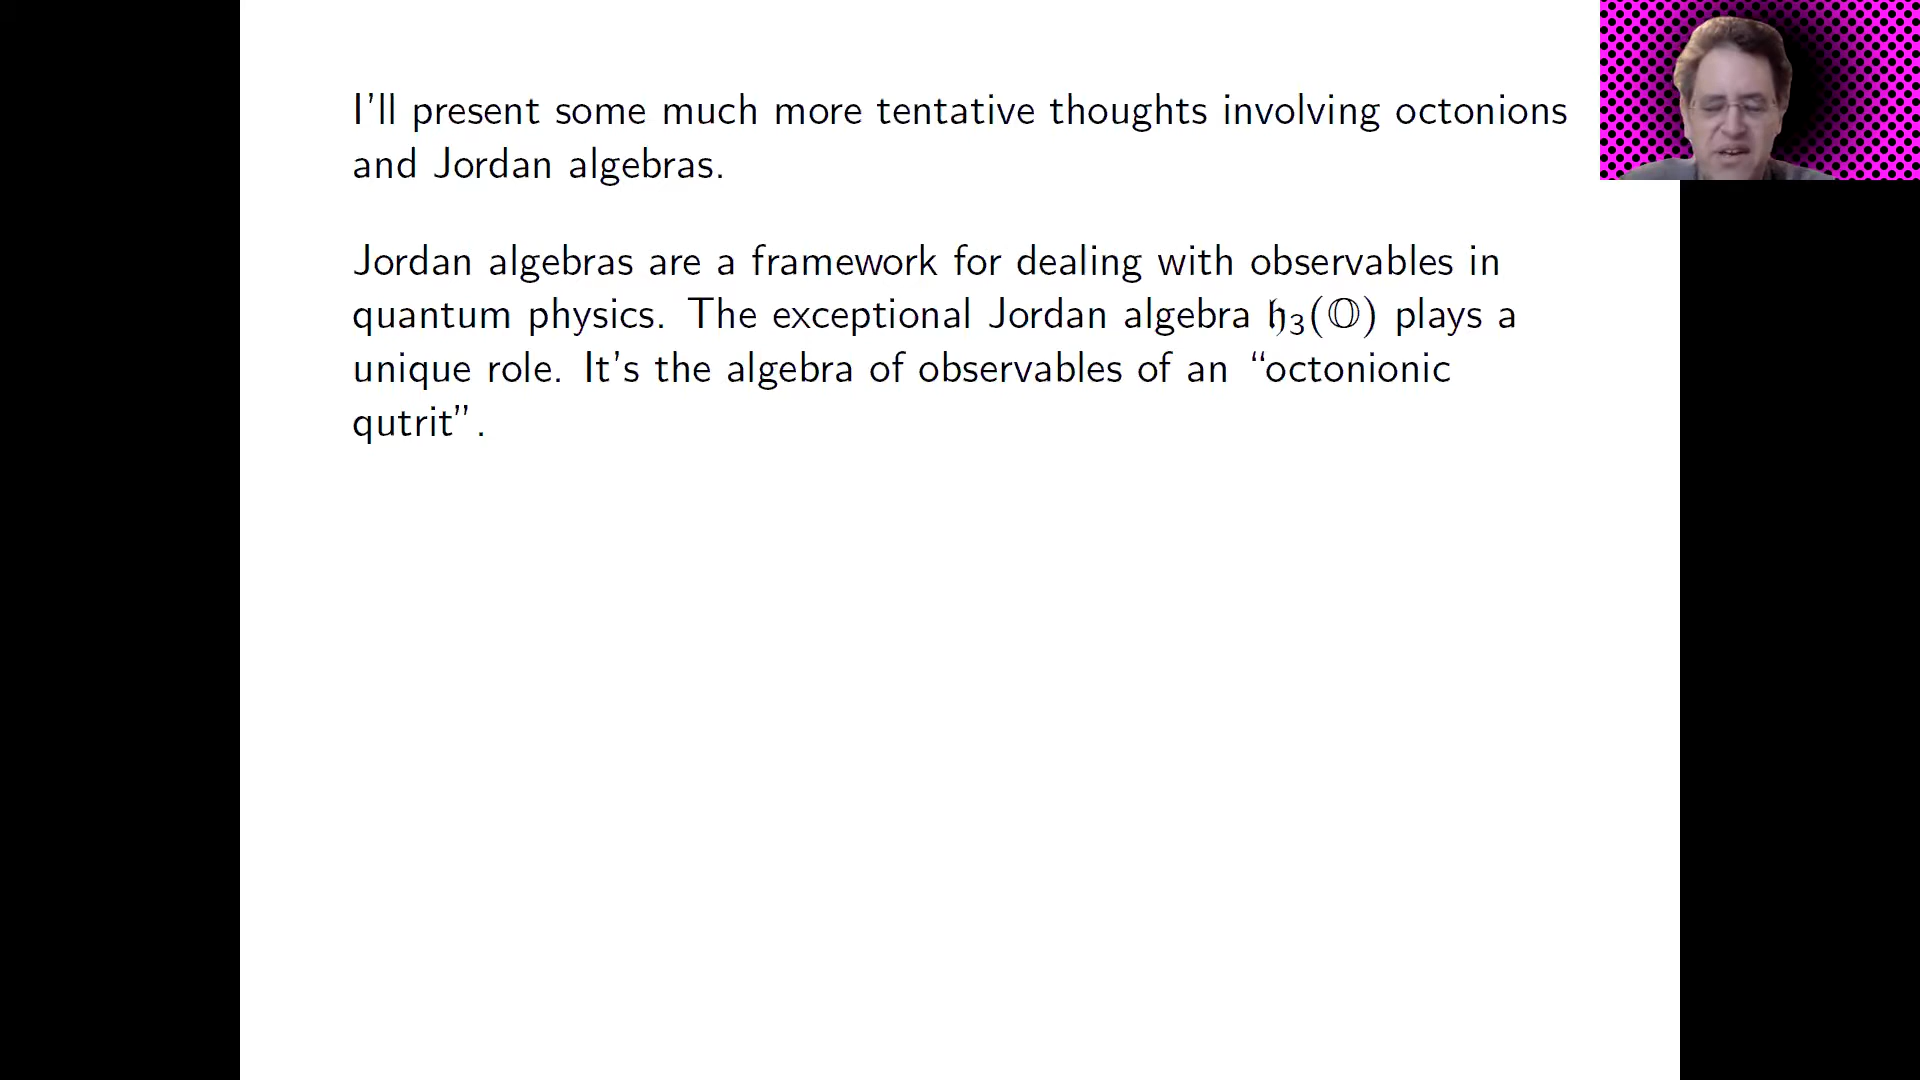 I'll present some much more tentative thoughts involving octonions
and Jordan algebras.
Jordan algebras are a framework for dealing with observables in
quantum physics. The exceptional Jordan algebra 𝔥₃(𝕆) plays a
unique role. It's the algebra of observables of an “octonionic
qutrit”.